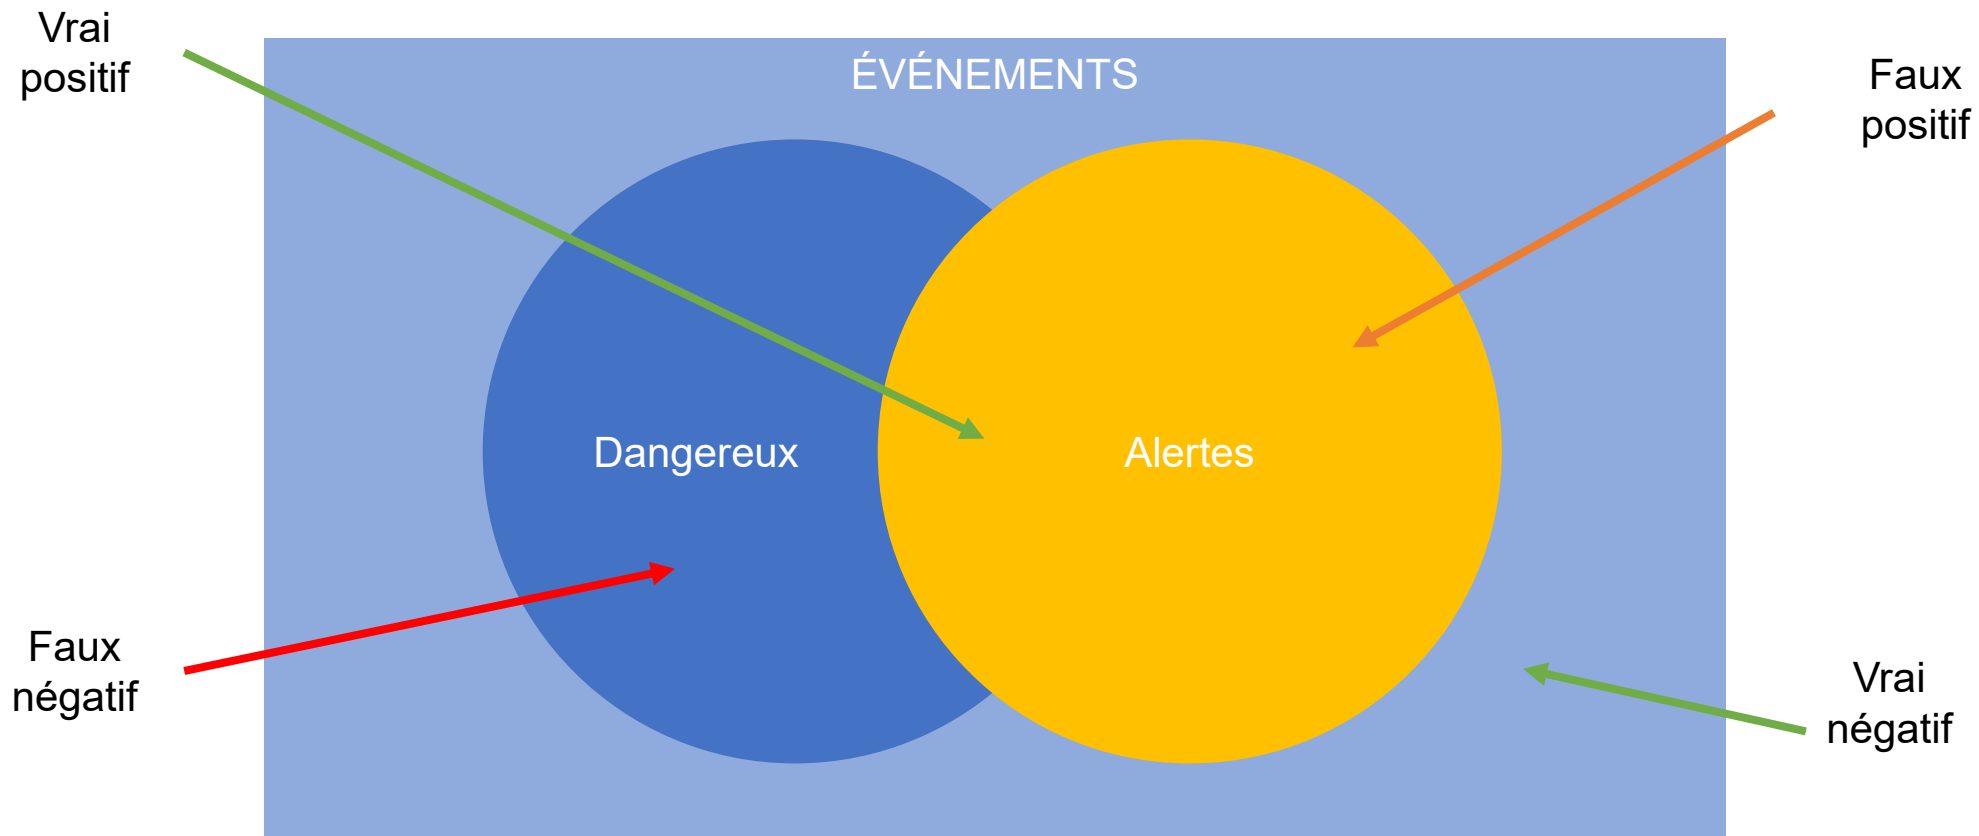 Vrai
positif
ÉVÉNEMENTS
Faux
positif
Dangereux
Alertes
Faux
négatif
Vrai
négatif